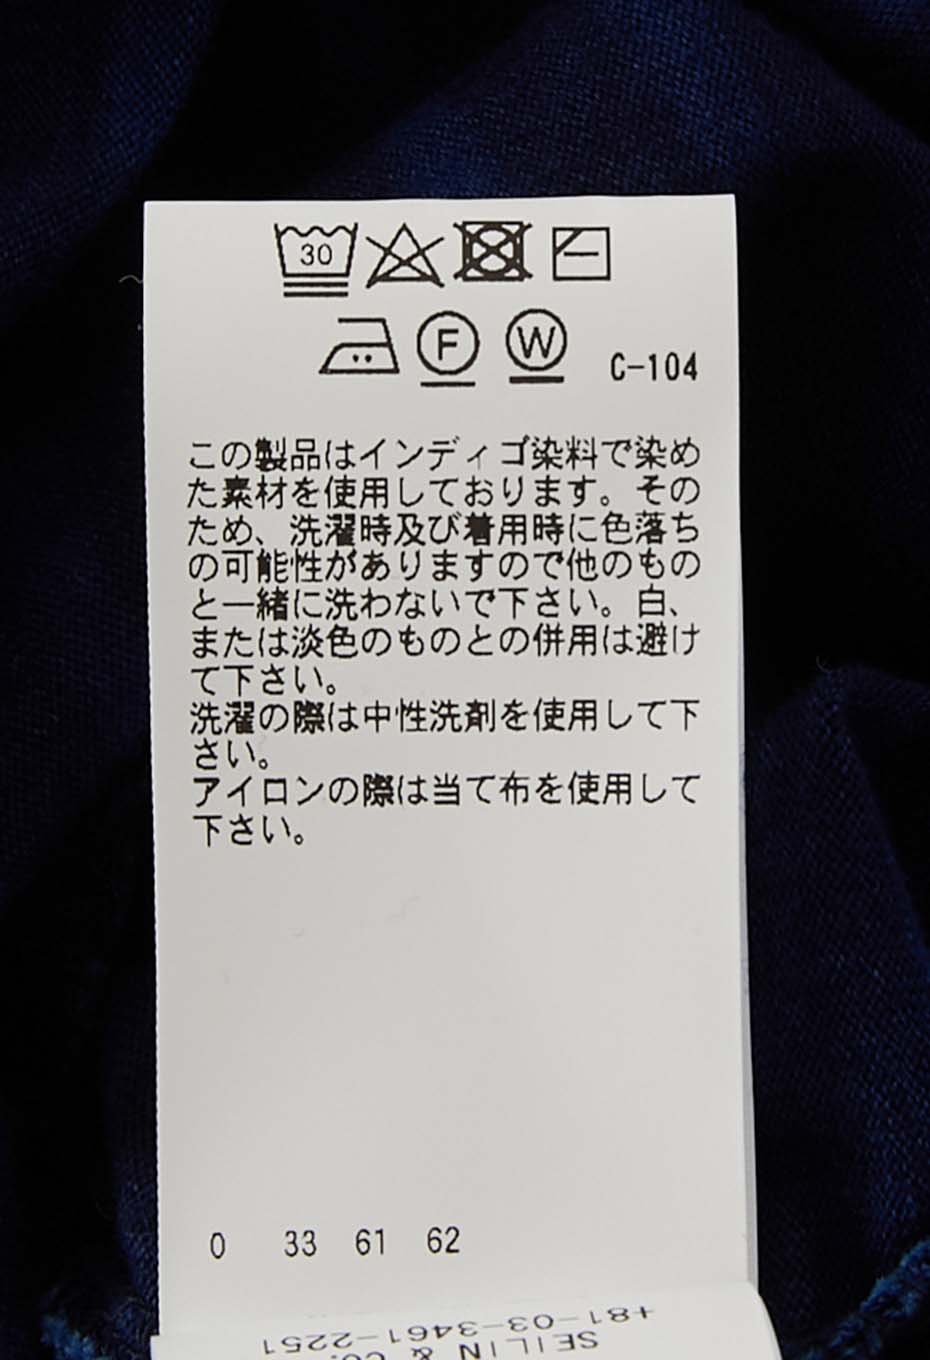 30
F W C-104
この製品はインディゴ染料で染め
た素材を使用しております。その
ため、洗濯時及び着用時に色落ち
の可能性がありますので他のもの
と一緒に洗わないで下さい。白、
または淡色のものとの併用は避け
て下さい。
洗濯の際は中性洗剤を使用して下
さい。
アイロンの際は当て布を使用して
下さい。
0 33 61 62
+81-03-3461-2251
SEILIN & CO.